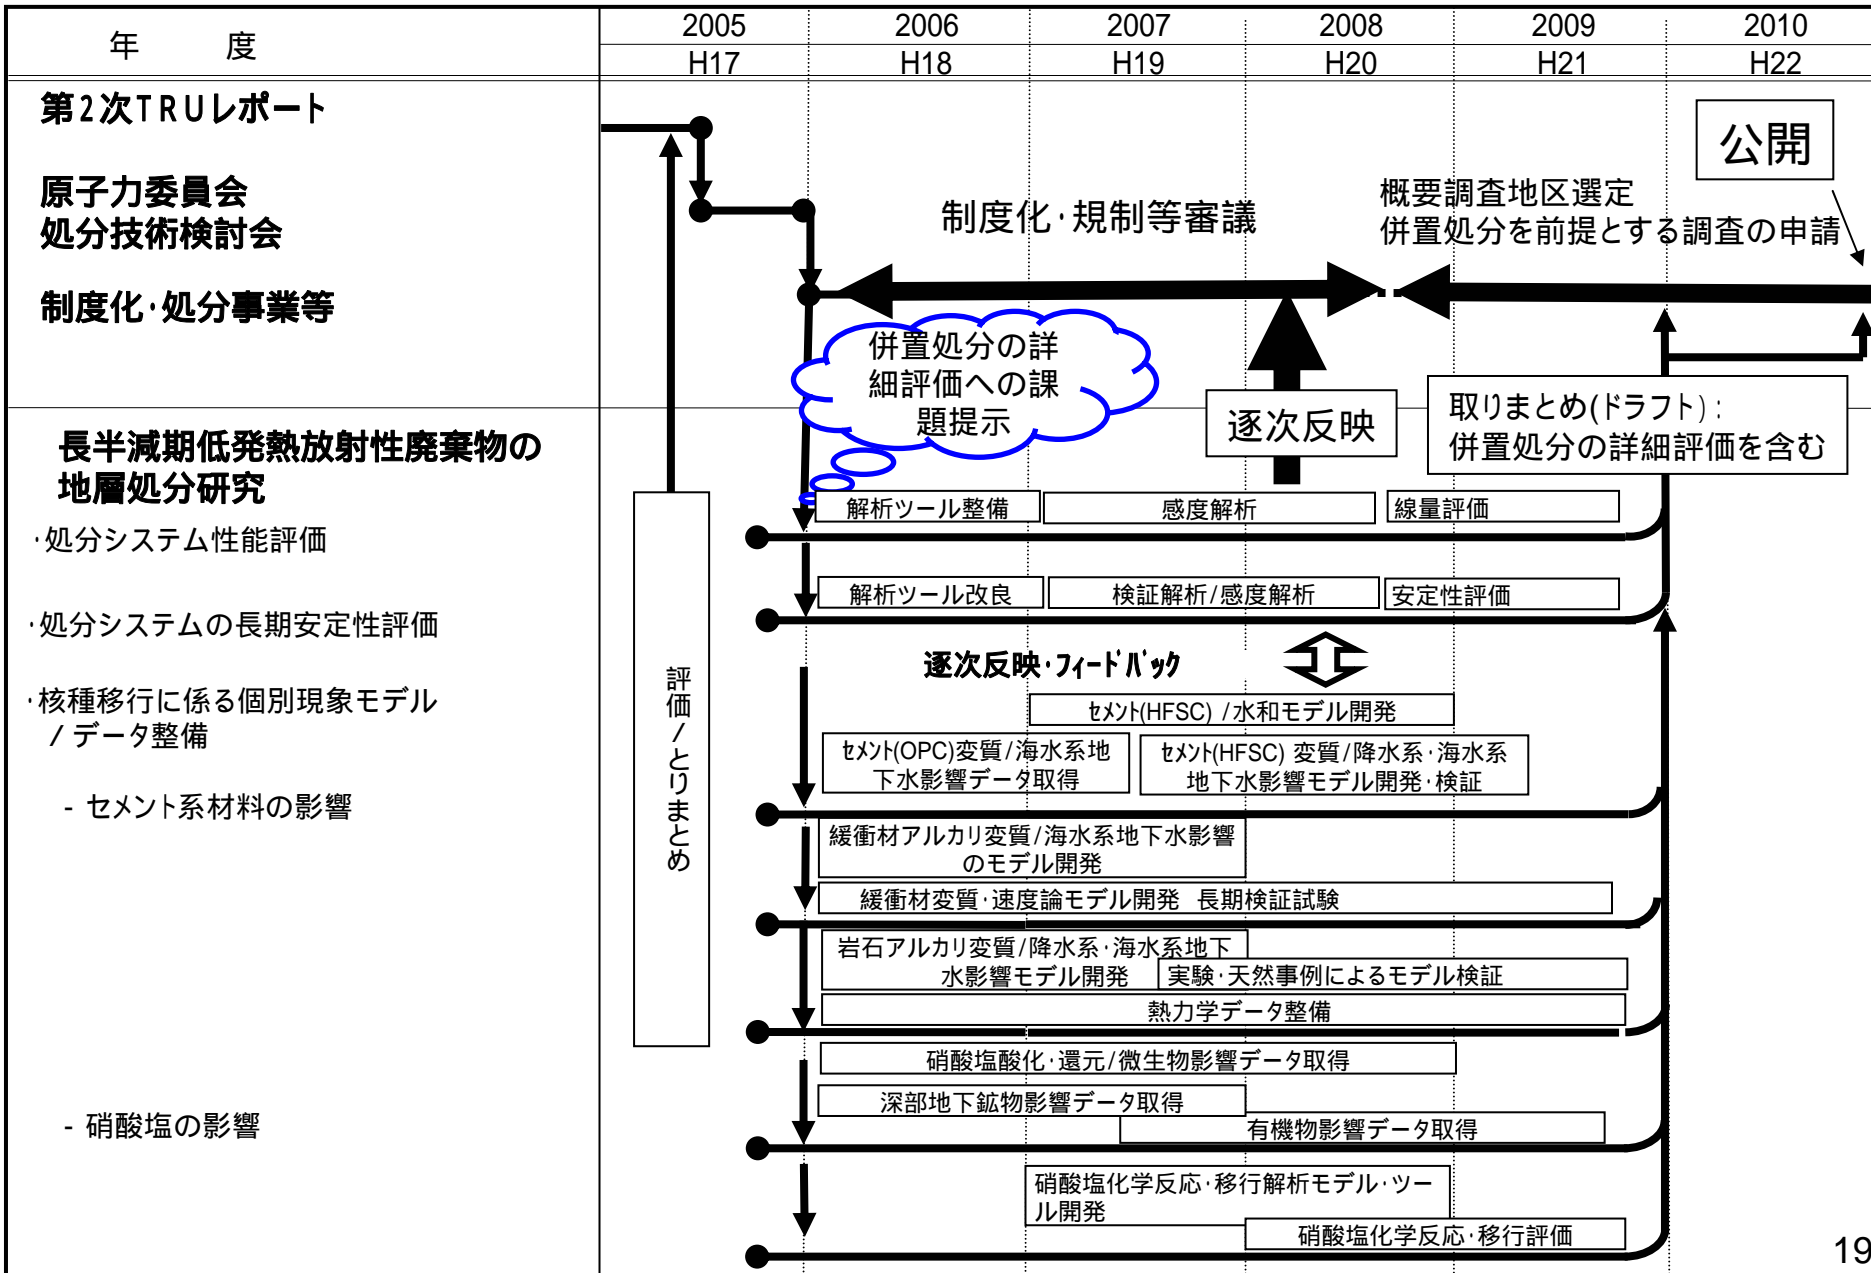 年 度
2005 2006 2007 2008 2009 2010
H17 H18 H19 H20 H21 H22
第2次TRUレポート
公開
原子力委員会
処分技術検討会
制度化・規制等審議
概要調査地区選定
併置処分を前提とする調査の申請
制度化・処分事業等
併置処分の詳
細評価への課
題提示
逐次反映
取りまとめ(ドラフト):
併置処分の詳細評価を含む
長半減期低発熱放射性廃棄物の
地層処分研究
評価/とりまとめ
・処分システム性能評価
解析ツール整備
感度解析
線量評価
・処分システムの長期安定性評価
解析ツール改良
検証解析/感度解析
安定性評価
逐次反映・フィードバック
・核種移行に係る個別現象モデル
/データ整備
セメント(HFSC) /水和モデル開発
セメント(OPC)変質/海水系地
下水影響データ取得
セメント(HFSC) 変質/降水系・海水系
地下水影響モデル開発・検証
- セメント系材料の影響
緩衝材アルカリ変質/海水系地下水影響
のモデル開発
緩衝材変質・速度論モデル開発 長期検証試験
岩石アルカリ変質/降水系・海水系地下
水影響モデル開発
実験・天然事例によるモデル検証
熱力学データ整備
硝酸塩酸化・還元/微生物影響データ取得
深部地下鉱物影響データ取得
- 硝酸塩の影響
有機物影響データ取得
硝酸塩化学反応・移行解析モデル・ツー
ル開発
硝酸塩化学反応・移行評価
19